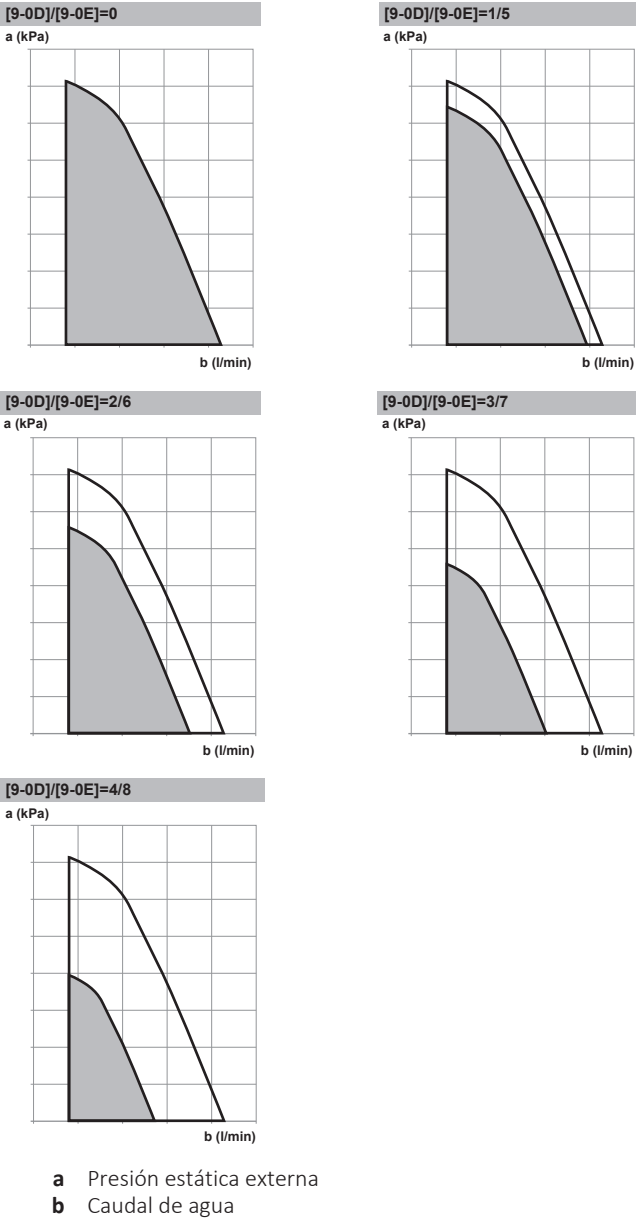 [9-0D]/[9-0E]=0
a (kPa)
b (l/min)
[9-0D]/[9-0E]=1/5
a (kPa)
b (l/min)
[9-0D]/[9-0E]=2/6
a (kPa)
b (l/min)
[9-0D]/[9-0E]=3/7
a (kPa)
b (l/min)
[9-0D]/[9-0E]=4/8
a (kPa)
b (l/min)
a Presión estática externa
b Caudal de agua